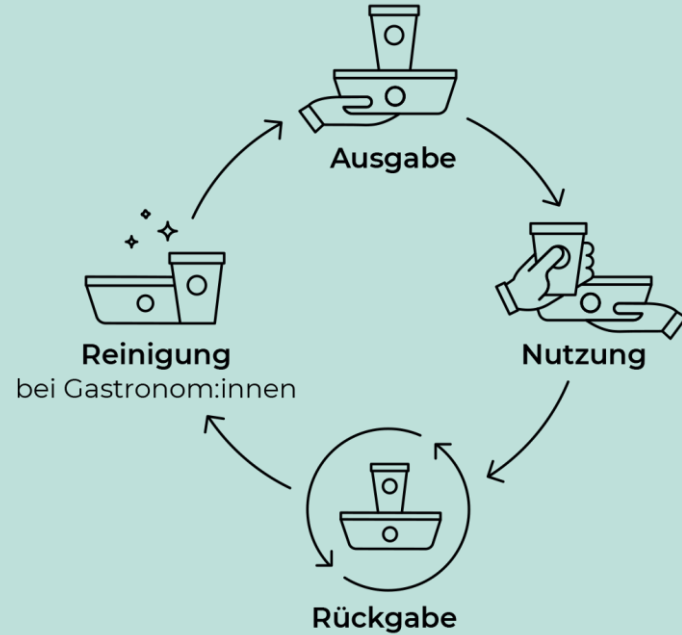 Ausgabe
Nutzung
Rückgabe
Reinigung
bei Gastronom:innen